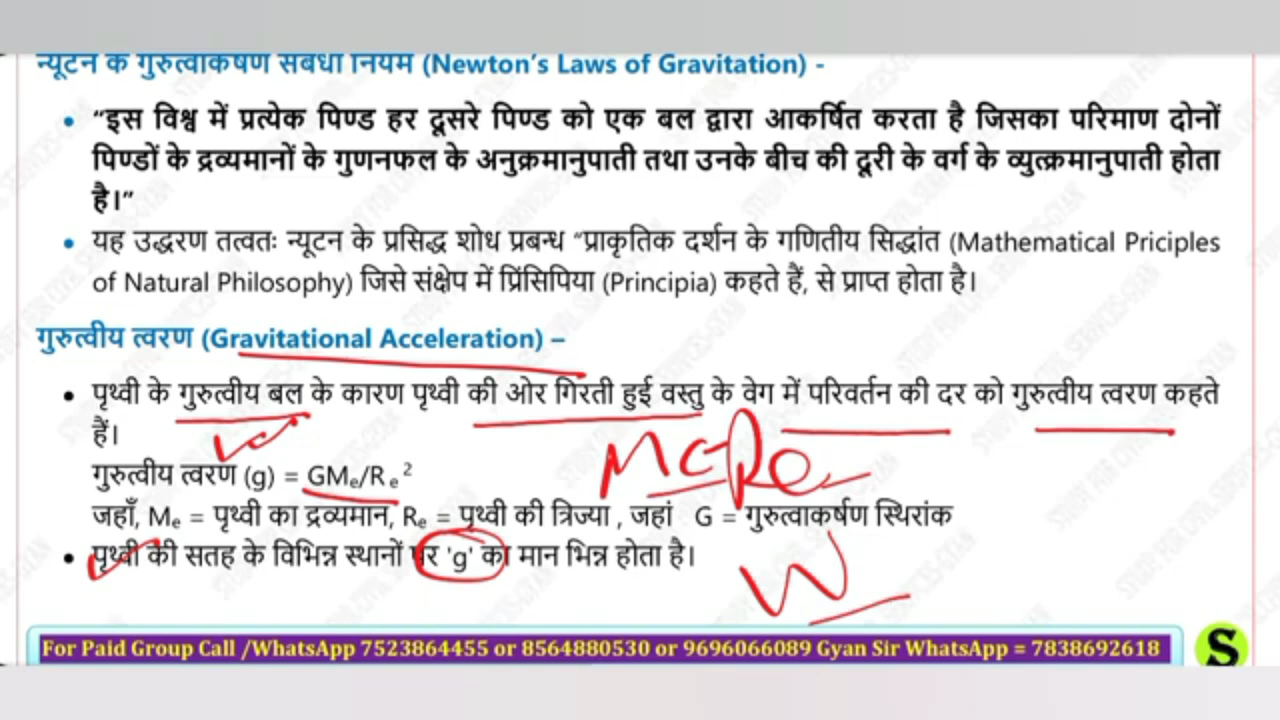 न्यूटन के गुरुत्वाकर्षण संबंधी नियम (Newton's Laws of Gravitation) -
• "इस विश्व में प्रत्येक पिण्ड हर दूसरे पिण्ड को एक बल द्वारा आकर्षित करता है जिसका परिमाण दोनों
पिण्डों के द्रव्यमानों के गुणनफल के अनुक्रमानुपाती तथा उनके बीच की दूरी के वर्ग के व्युत्क्रमानुपाती होता
है।"
• यह उद्धरण तत्वतः न्यूटन के प्रसिद्ध शोध प्रबन्ध "प्राकृतिक दर्शन के गणितीय सिद्धांत (Mathematical Priciples
of Natural Philosophy) जिसे संक्षेप में प्रिंसिपिया (Principia) कहते हैं, से प्राप्त होता है।
गुरुत्वीय त्वरण (Gravitational Acceleration) –
• पृथ्वी के गुरुत्वीय बल के कारण पृथ्वी की ओर गिरती हुई वस्तु के वेग में परिवर्तन की दर को गुरुत्वीय त्वरण कहते
हैं।
गुरुत्वीय त्वरण (g) = GMₑ/Rₑ²
जहाँ, Mₑ = पृथ्वी का द्रव्यमान, Rₑ = पृथ्वी की त्रिज्या , जहां G = गुरुत्वाकर्षण स्थिरांक
• पृथ्वी की सतह के विभिन्न स्थानों पर 'g' का मान भिन्न होता है।
For Paid Group Call /WhatsApp 7523864455 or 8564880530 or 9696066089 Gyan Sir WhatsApp = 7838692618
S